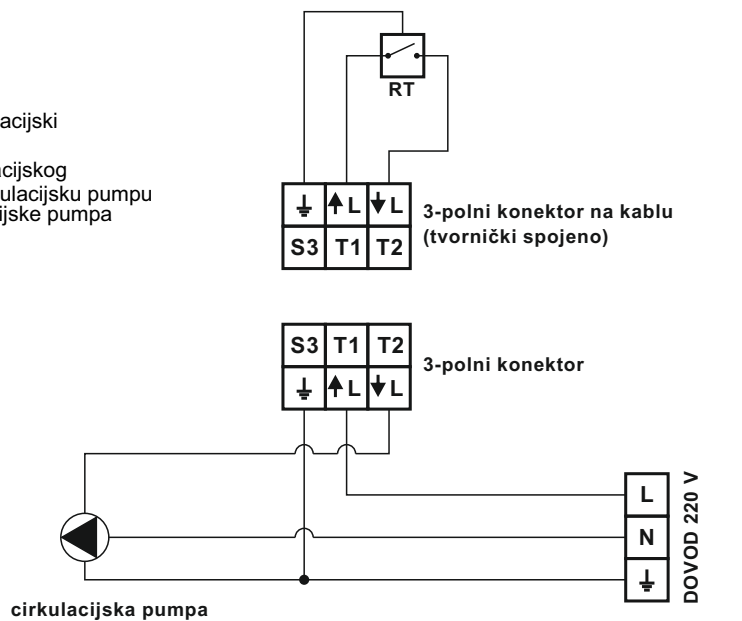 RT
acijski
acijskog
ulacijsku pumpu
ijske pumpa
L L
S3 T1 T2
3-polni konektor na kablu
(tvornički spojeno)
S3 T1 T2
L L
3-polni konektor
L
N
DOVOD 220 V
cirkulacijska pumpa